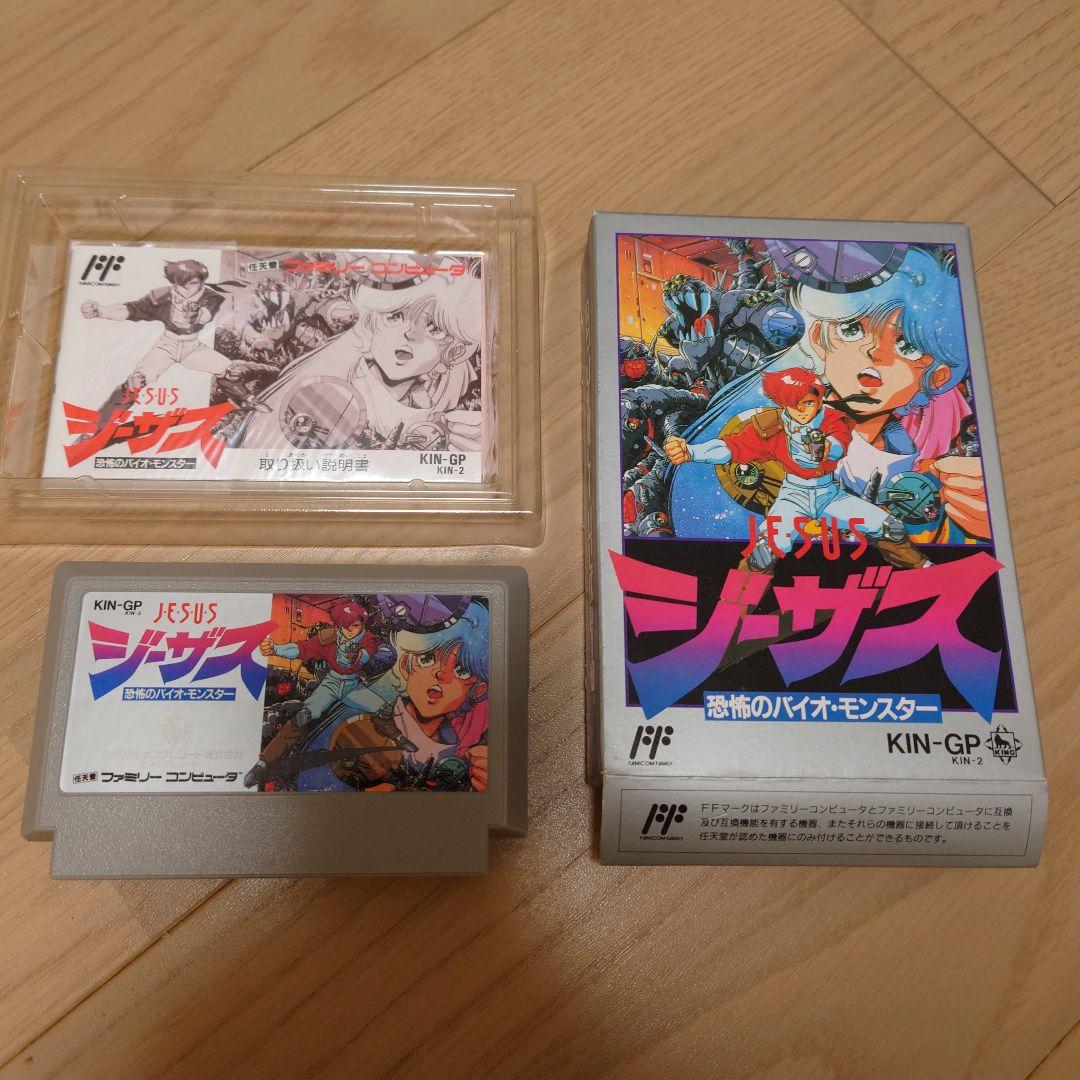 FF
FAMICOM FAMILY
任天堂 ファミリー コンピュータ
J・E・S・U・S
ジーザス
恐怖のバイオ・モンスター
取り扱い説明書
KIN-GP
KIN-2
KIN-GP
KIN-2
J・E・S・U・S
ジーザス
恐怖のバイオ・モンスター
任天堂 ファミリー コンピュータ
J・E・S・U・S
ジーザス
恐怖のバイオ・モンスター
FF
FAMICOM FAMILY
KIN-GP
KIN-2
KING
FF
FAMICOM FAMILY
FFマークはファミリーコンピュータとファミリーコンピュータに互換
及び互換機能を有する機器、またそれらの機器に接続して頂けることを
任天堂が認めた機器にのみ付けることができるものです。